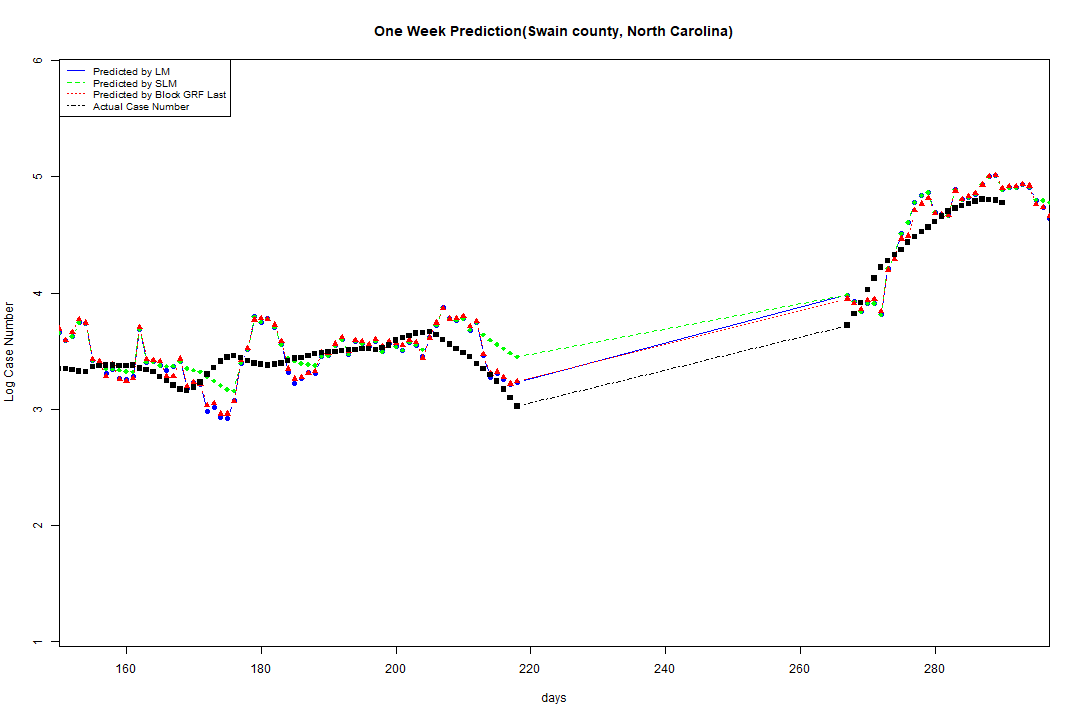 One Week Prediction(Swain county, North Carolina)
Predicted by LM
Predicted by SLM
Predicted by Block GRF Last
Actual Case Number
6
5
4
3
2
1
Log Case Number
160 180 200 220 240 260 280
days